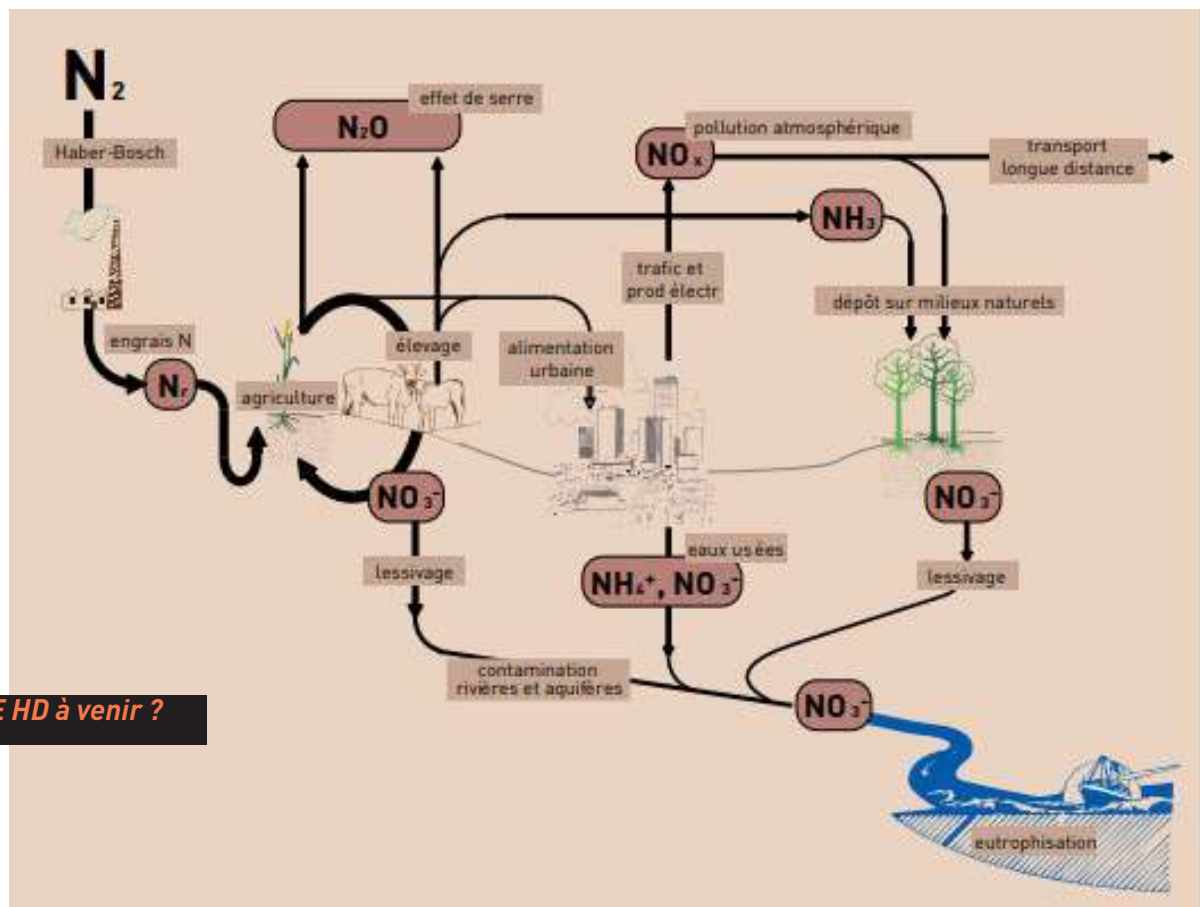 N2
Haber-Bosch
engrais N
Nr
agriculture
effet de serre
N2O
élevage
NO3-
lessivage
alimentation
urbaine
pollution atmosphérique
NOx
transport
longue distance
NH3
trafic et
prod électr
dépôt sur milieux naturels
eaux usées
NH4+, NO3-
NO3-
lessivage
contamination
rivières et aquifères
NO3-
eutrophisation
E HD à venir ?